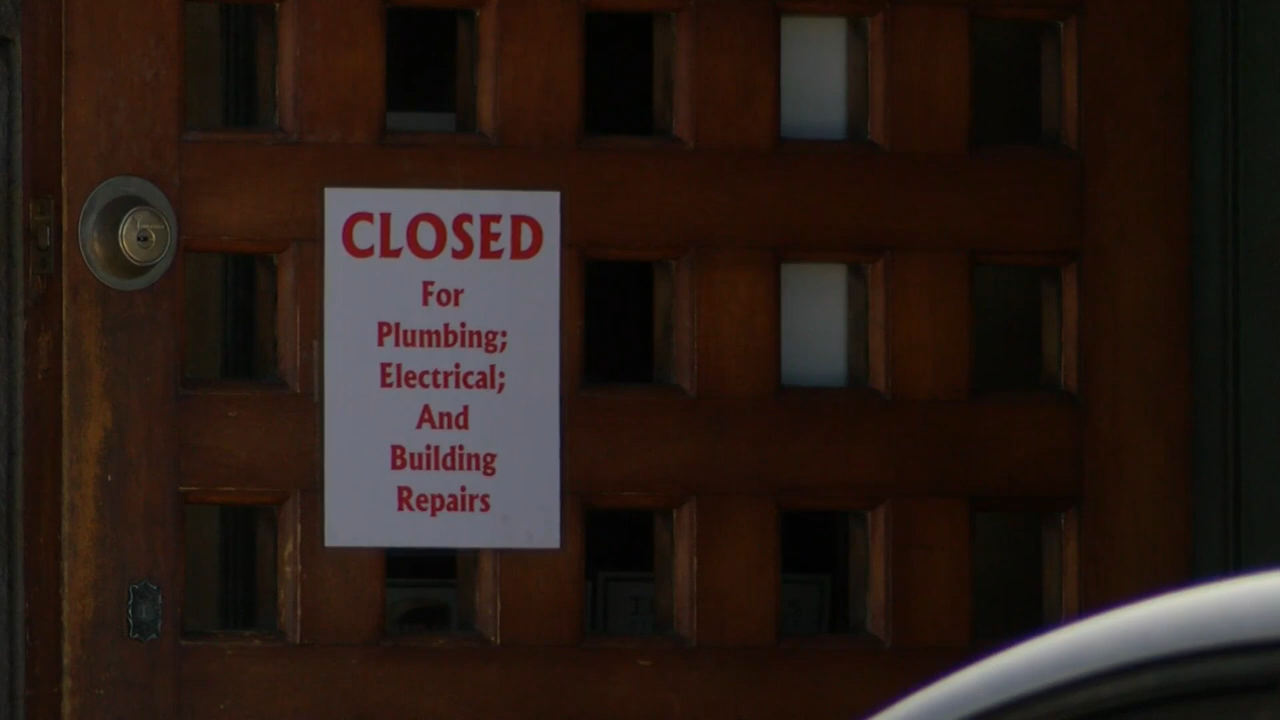 CLOSED
For
Plumbing;
Electrical;
And
Building
Repairs